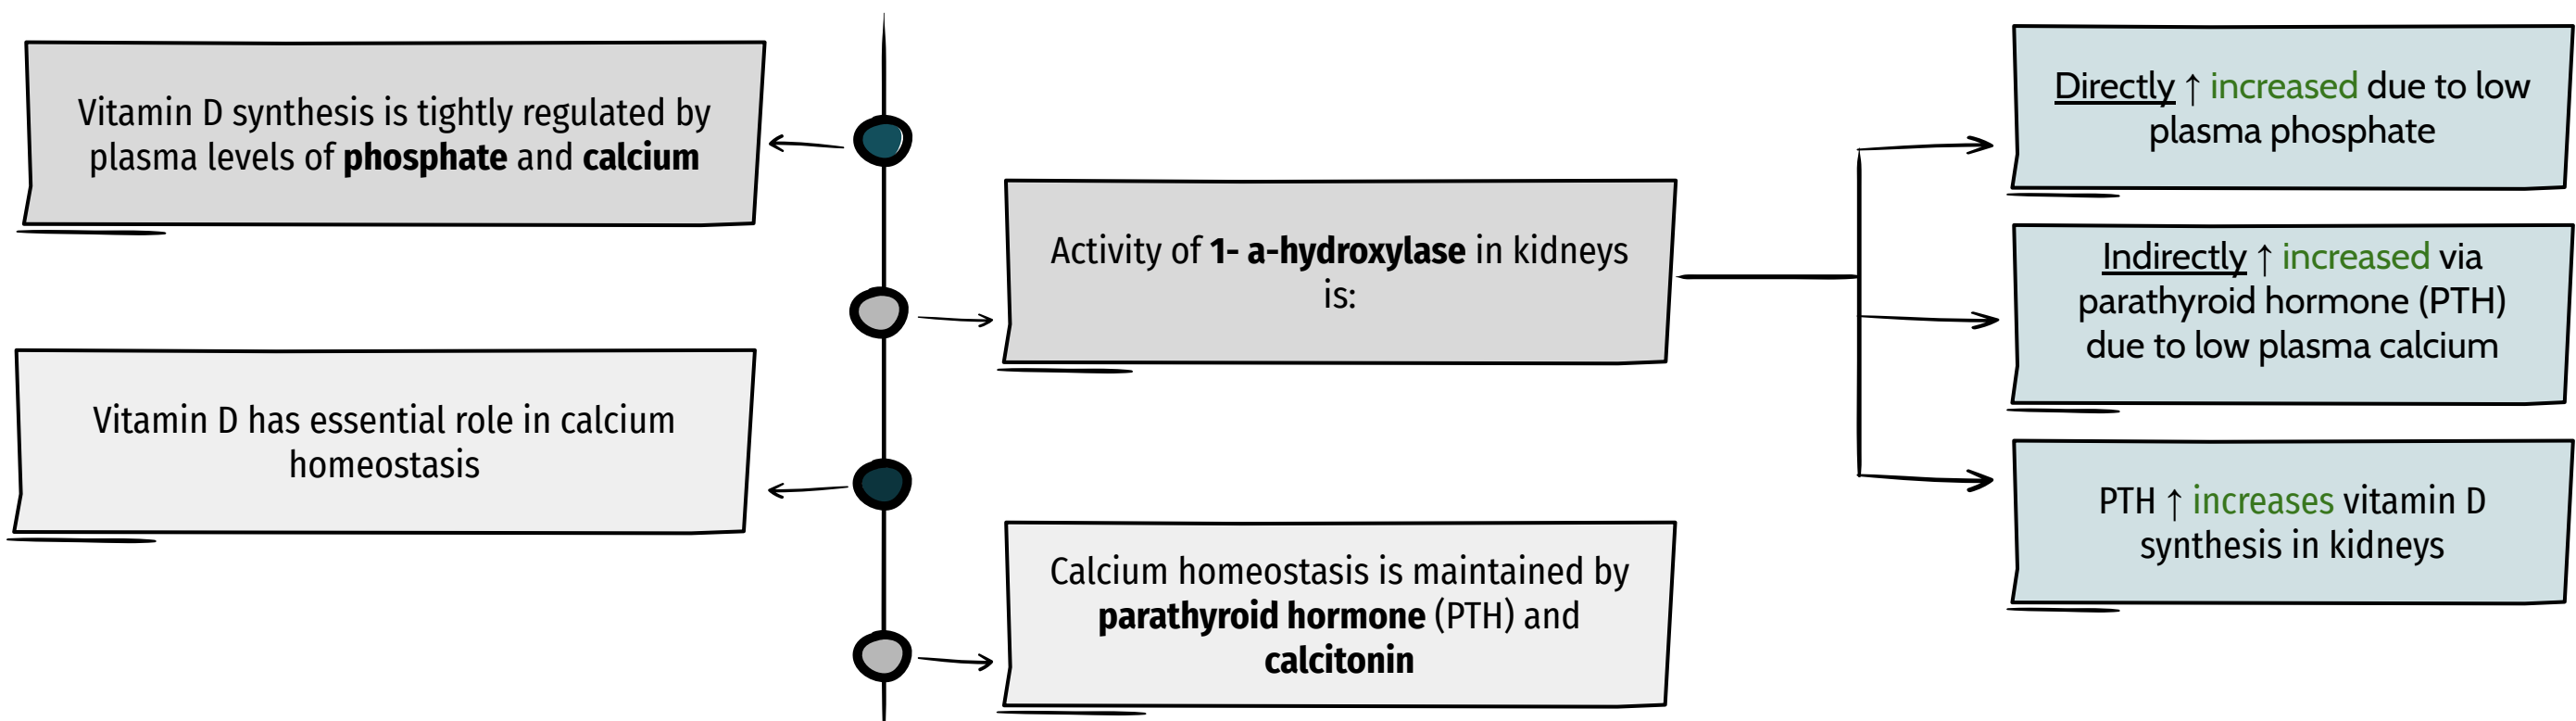 Vitamin D synthesis is tightly regulated by
plasma levels of phosphate and calcium
Activity of 1- a-hydroxylase in kidneys
is:
Directly ↑ increased due to low
plasma phosphate
Indirectly ↑ increased via
parathyroid hormone (PTH)
due to low plasma calcium
PTH ↑ increases vitamin D
synthesis in kidneys
Vitamin D has essential role in calcium
homeostasis
Calcium homeostasis is maintained by
parathyroid hormone (PTH) and
calcitonin